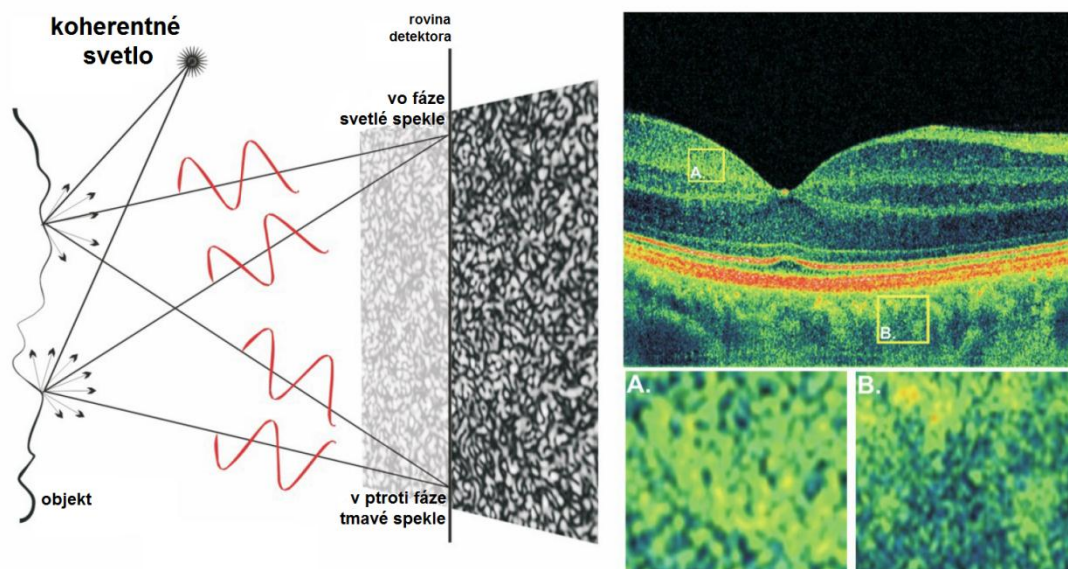 koherentné
svetlo
rovina
detektora
vo fáze
svetlé spekle
objekt
v ptroti fáze
tmavé spekle
A.
B.
A.
B.